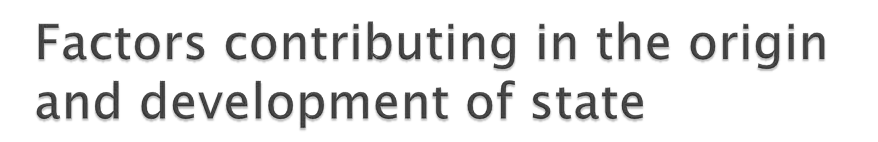 Factors contributing in the origin
and development of state